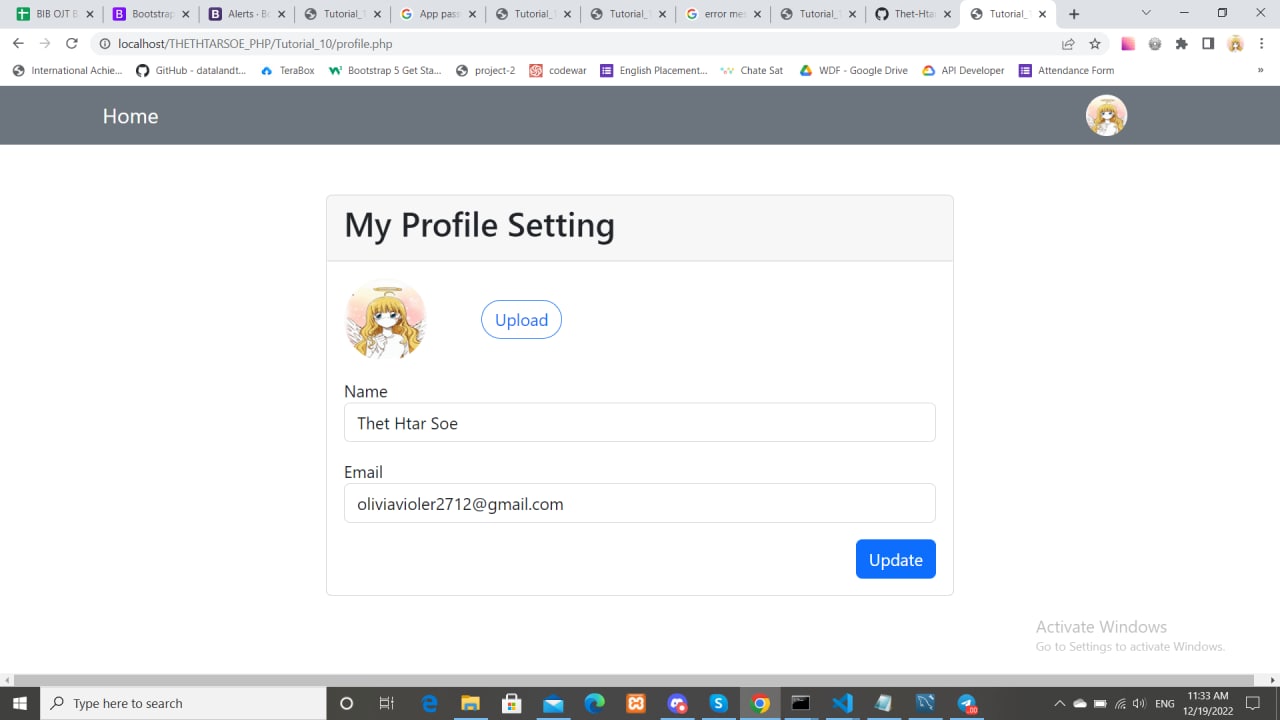 BIB OJT B
Bootstrap
Alerts · Bo
Tutorial_1
App pass
Tutorial_1
Tutorial_1
error mes
Tutorial_1
Thet-Htar
Tutorial_1
localhost/THETHTARSOE_PHP/Tutorial_10/profile.php
International Achie...
GitHub - datalandt...
TeraBox
Bootstrap 5 Get Sta...
project-2
codewar
English Placement...
Chate Sat
WDF - Google Drive
API Developer
Attendance Form
»
Home
My Profile Setting
Upload
Name
Thet Htar Soe
Email
oliviavioler2712@gmail.com
Update
Activate Windows
Go to Settings to activate Windows.
Type here to search
ENG
11:33 AM
12/19/2022